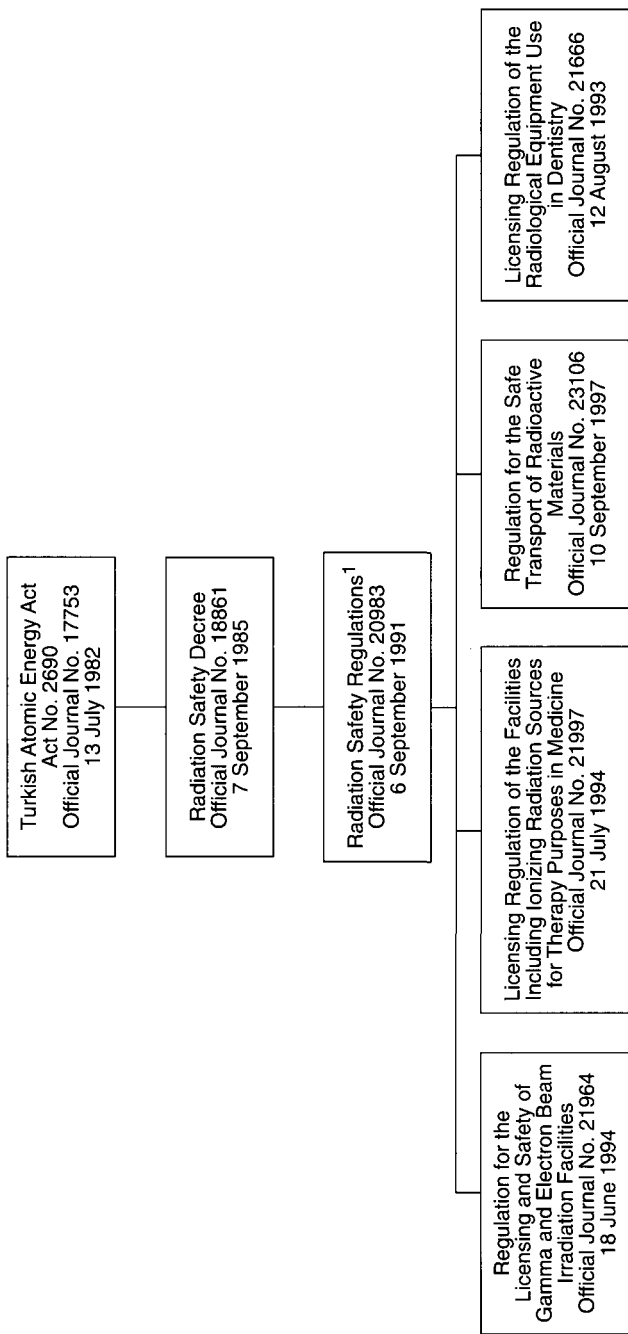 Turkish Atomic Energy Act
Act No. 2690
Official Journal No. 17753
13 July 1982
Radiation Safety Decree
Official Journal No. 18861
7 September 1985
Radiation Safety Regulations¹
Official Journal No. 20983
6 September 1991
Regulation for the
Licensing and Safety of
Gamma and Electron Beam
Irradiation Facilities
Official Journal No. 21964
18 June 1994
Licensing Regulation of the Facilities
Including Ionizing Radiation Sources
for Therapy Purposes in Medicine
Official Journal No. 21997
21 July 1994
Regulation for the Safe
Transport of Radioactive
Materials
Official Journal No. 23106
10 September 1997
Licensing Regulation of the
Radiological Equipment Use
in Dentistry
Official Journal No. 21666
12 August 1993